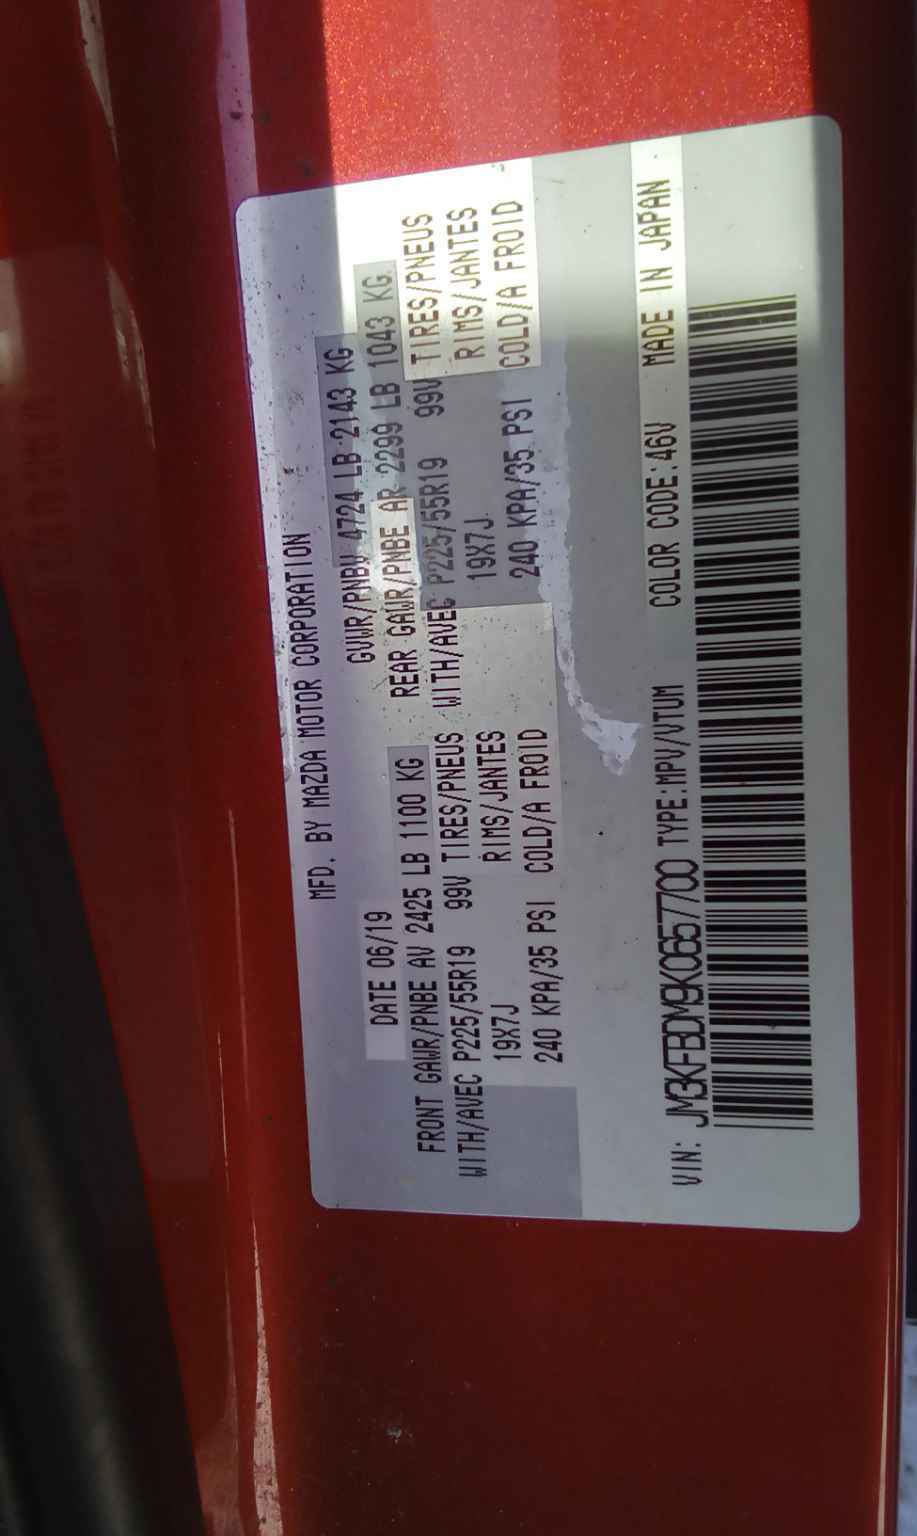 MFD. BY MAZDA MOTOR CORPORATION
DATE 06/19 GVWR/PNBV 4724 LB 2143 KG
FRONT GAWR/PNBE AV 2425 LB 1100 KG REAR GAWR/PNBE AR 2299 LB 1043 KG
WITH/AVEC P225/55R19 99V TIRES/PNEUS WITH/AVEC P225/55R19 99V TIRES/PNEUS
19X7J RIMS/JANTES 19X7J RIMS/JANTES
240 KPA/35 PSI COLD/A FROID 240 KPA/35 PSI COLD/A FROID
VIN: JM3KFBDM9K0657700 TYPE:MPV/VTUM COLOR CODE:46V MADE IN JAPAN